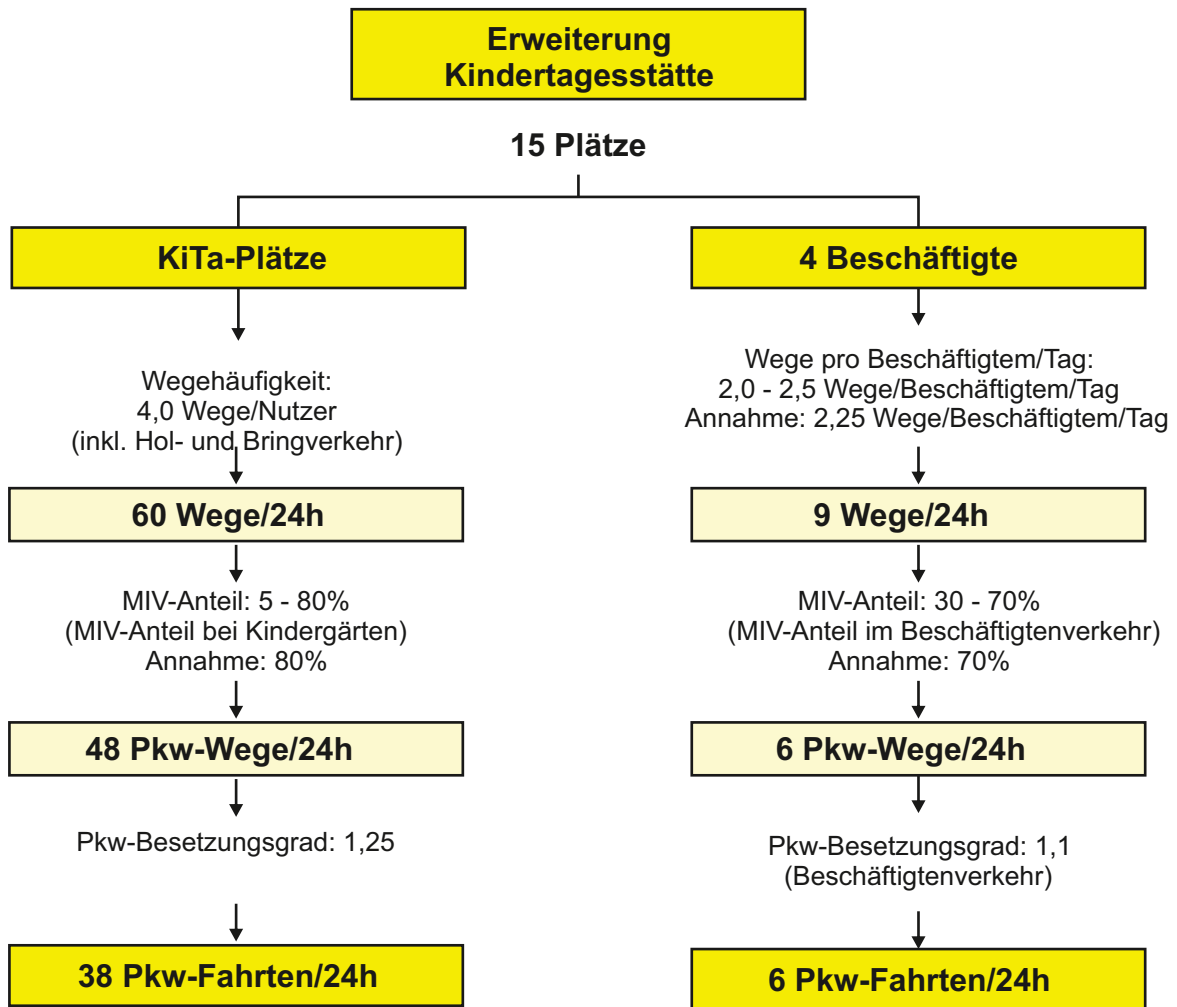 Erweiterung
Kindertagesstätte
15 Plätze
KiTa-Plätze
Wegehäufigkeit:
4,0 Wege/Nutzer
(inkl. Hol- und Bringverkehr)
60 Wege/24h
MIV-Anteil: 5 - 80%
(MIV-Anteil bei Kindergärten)
Annahme: 80%
48 Pkw-Wege/24h
Pkw-Besetzungsgrad: 1,25
38 Pkw-Fahrten/24h
4 Beschäftigte
Wege pro Beschäftigtem/Tag:
2,0 - 2,5 Wege/Beschäftigtem/Tag
Annahme: 2,25 Wege/Beschäftigtem/Tag
9 Wege/24h
MIV-Anteil: 30 - 70%
(MIV-Anteil im Beschäftigtenverkehr)
Annahme: 70%
6 Pkw-Wege/24h
Pkw-Besetzungsgrad: 1,1
(Beschäftigtenverkehr)
6 Pkw-Fahrten/24h